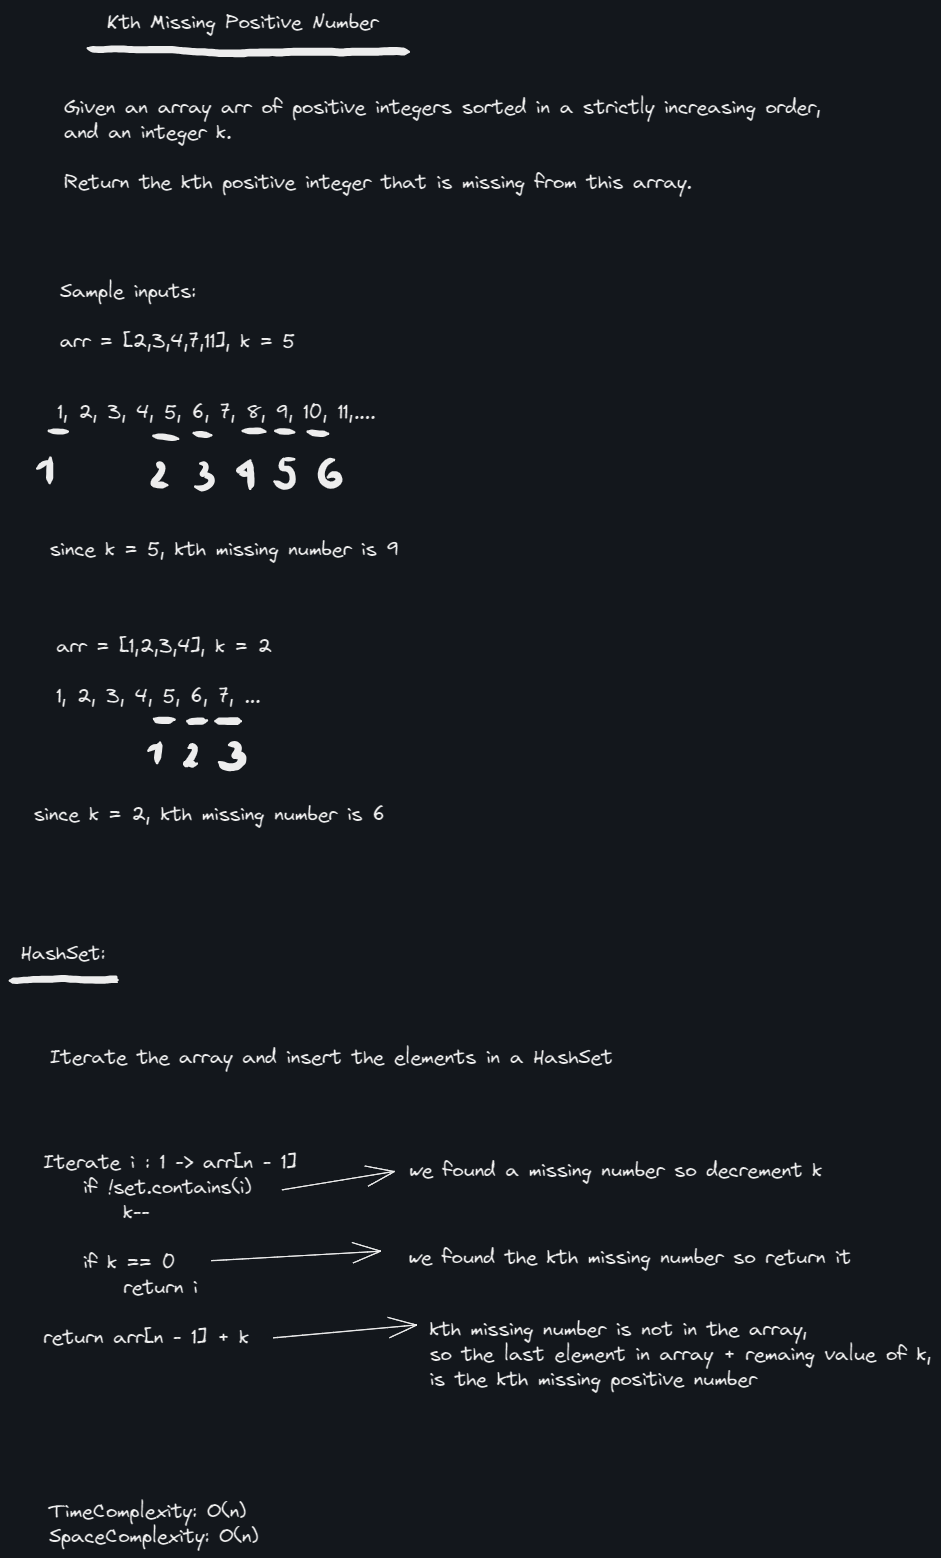 Kth Missing Positive Number
Given an array arr of positive integers sorted in a strictly increasing order,
and an integer k.
Return the kth positive integer that is missing from this array.
Sample inputs:
arr = [2,3,4,7,11], k = 5
1, 2, 3, 4, 5, 6, 7, 8, 9, 10, 11,....
1 2 3 4 5 6
since k = 5, kth missing number is 9
arr = [1,2,3,4], k = 2
1, 2, 3, 4, 5, 6, 7, ...
1 2 3
since k = 2, kth missing number is 6
HashSet:
Iterate the array and insert the elements in a HashSet
Iterate i : 1 -> arr[n - 1]
if !set.contains(i) we found a missing number so decrement k
k--
if k == 0 we found the kth missing number so return it
return i
return arr[n - 1] + k kth missing number is not in the array,
so the last element in array + remaing value of k,
is the kth missing positive number
TimeComplexity: O(n)
SpaceComplexity: O(n)